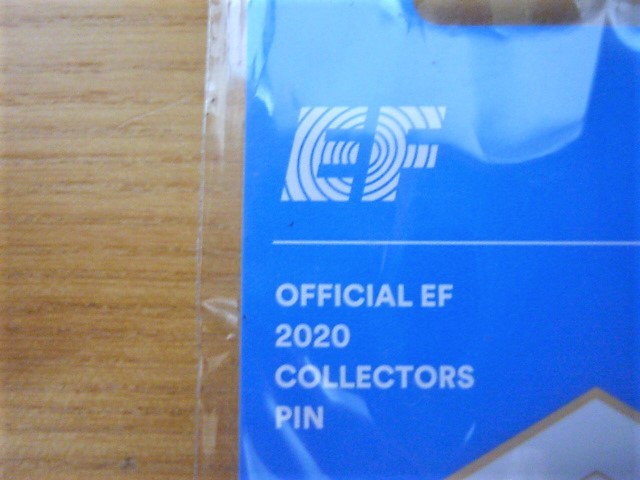 EF
OFFICIAL EF
2020
COLLECTORS
PIN